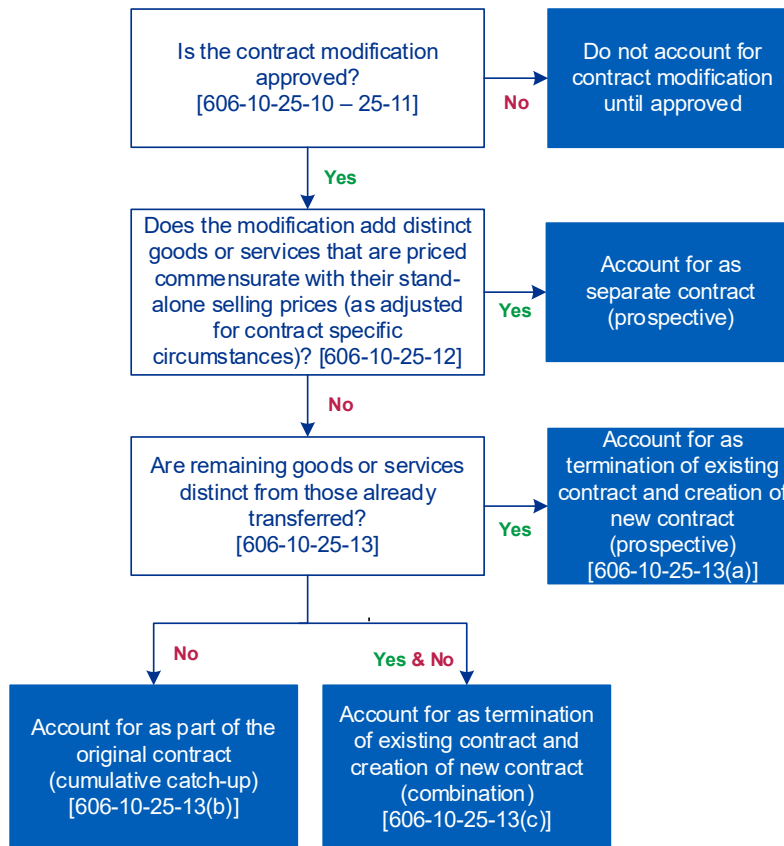 Is the contract modification
approved?
[606-10-25-10 – 25-11]
No
Do not account for
contract modification
until approved
Yes
Does the modification add distinct
goods or services that are priced
commensurate with their stand-
alone selling prices (as adjusted
for contract specific
circumstances)? [606-10-25-12]
Yes
Account for as
separate contract
(prospective)
No
Are remaining goods or services
distinct from those already
transferred?
[606-10-25-13]
Yes
Account for as
termination of existing
contract and creation of
new contract
(prospective)
[606-10-25-13(a)]
No
Yes & No
Account for as part of the
original contract
(cumulative catch-up)
[606-10-25-13(b)]
Account for as termination
of existing contract and
creation of new contract
(combination)
[606-10-25-13(c)]